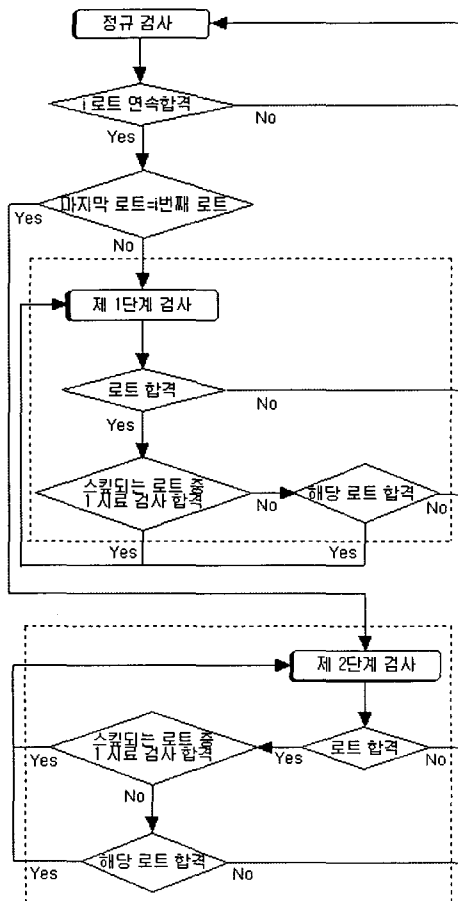 정규 검사
i 로트 연속합격
No
Yes
Yes
마지막 로트=i번째 로트
No
제 1단계 검사
로트 합격
No
Yes
스킵되는 로트 중
1 시료 검사 합격
No
해당 로트 합격
No
Yes
Yes
제 2단계 검사
스킵되는 로트 중
1 시료 검사 합격
Yes
Yes
로트 합격
No
No
해당 로트 합격
Yes
No